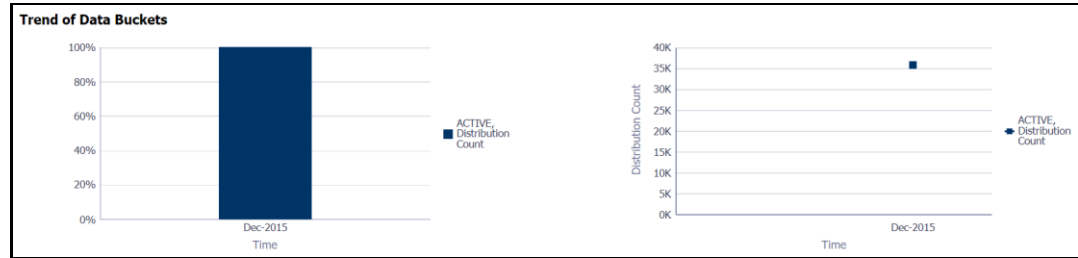 Trend of Data Buckets
100%
80%
60%
40%
20%
0%
Dec-2015
Time
ACTIVE,
Distribution
Count
Distribution Count
40K
35K
30K
25K
20K
15K
10K
5K
0K
Dec-2015
Time
ACTIVE,
Distribution
Count